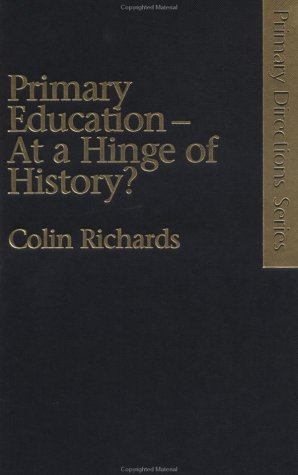 Primary
Education –
At a Hinge of
History?
Colin Richards
Primary Directions Series